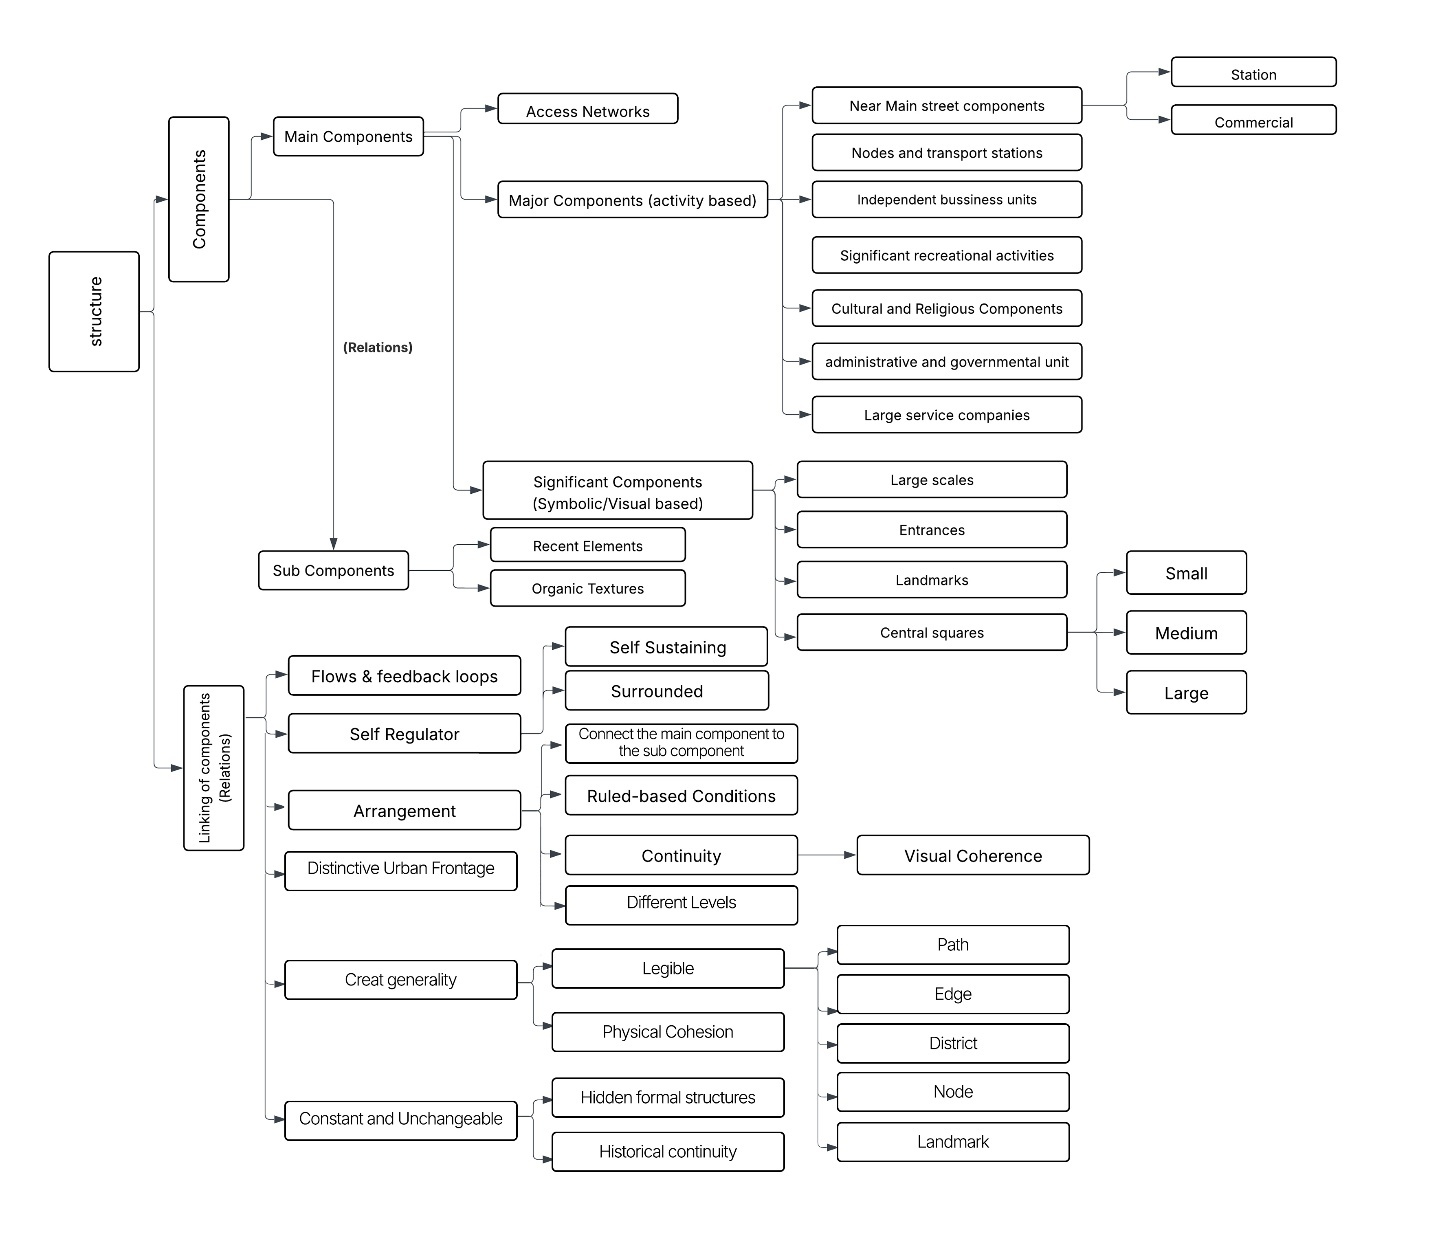 structure
Components
Main Components
Access Networks
Major Components (activity based)
Near Main street components
Station
Commercial
Nodes and transport stations
Independent bussiness units
Significant recreational activities
Cultural and Religious Components
administrative and governmental unit
Large service companies
(Relations)
Significant Components
(Symbolic/Visual based)
Large scales
Entrances
Landmarks
Central squares
Small
Medium
Large
Sub Components
Recent Elements
Organic Textures
Linking of components
(Relations)
Flows & feedback loops
Self Regulator
Self Sustaining
Surrounded
Arrangement
Connect the main component to
the sub component
Ruled-based Conditions
Continuity
Visual Coherence
Different Levels
Distinctive Urban Frontage
Creat generality
Legible
Path
Edge
District
Node
Landmark
Physical Cohesion
Constant and Unchangeable
Hidden formal structures
Historical continuity